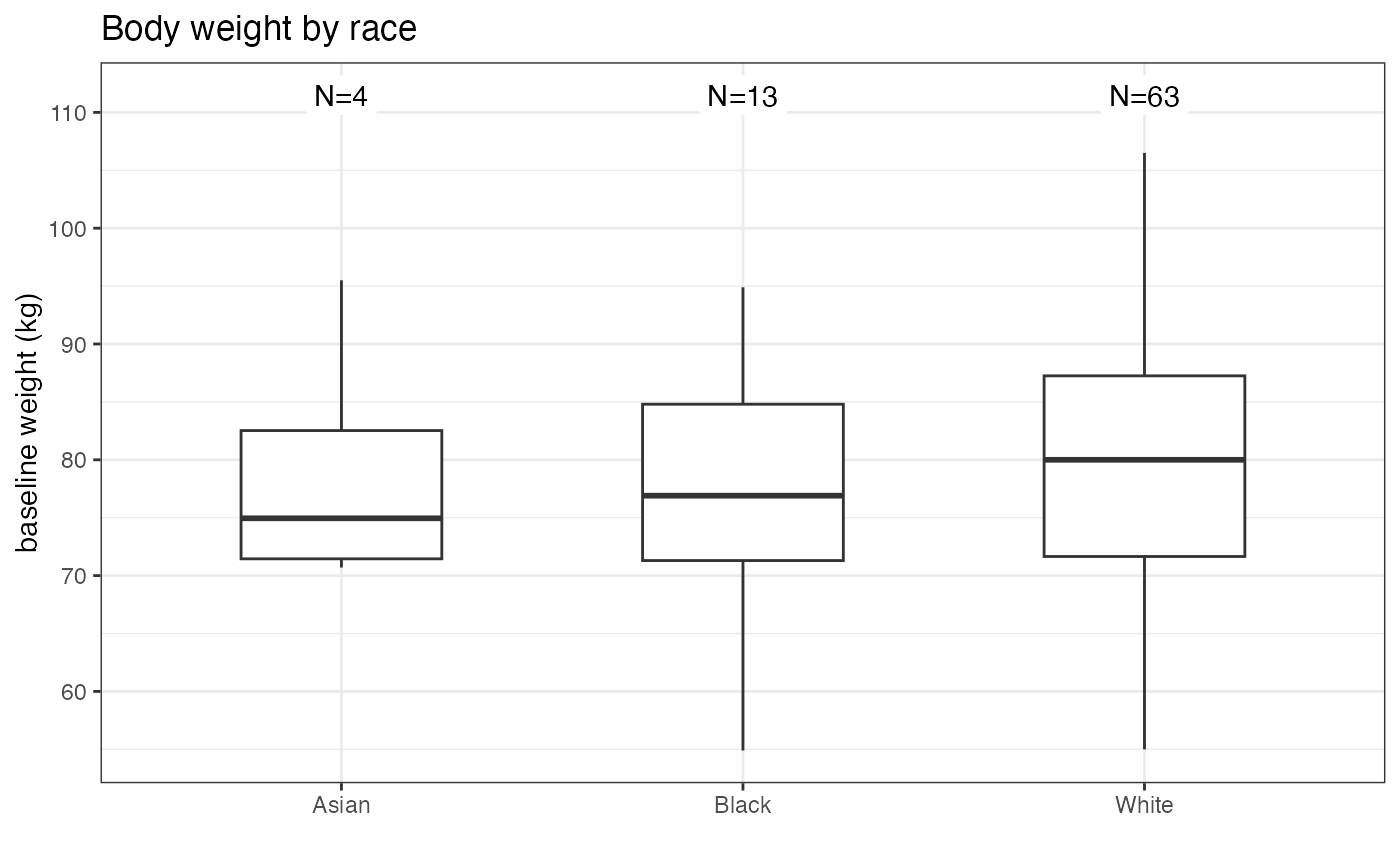 Body weight by race
N=4 N=13 N=63
110
100
90
80
70
60
baseline weight (kg)
Asian Black White